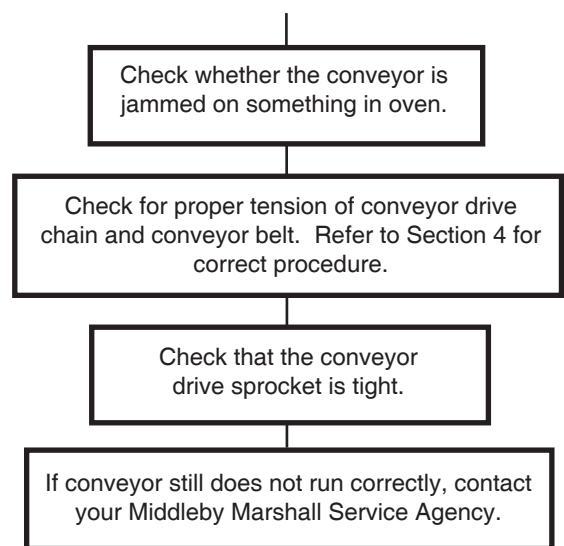 Check whether the conveyor is
jammed on something in oven.
Check for proper tension of conveyor drive
chain and conveyor belt.  Refer to Section 4 for
correct procedure.
Check that the conveyor
drive sprocket is tight.
If conveyor still does not run correctly, contact
your Middleby Marshall Service Agency.